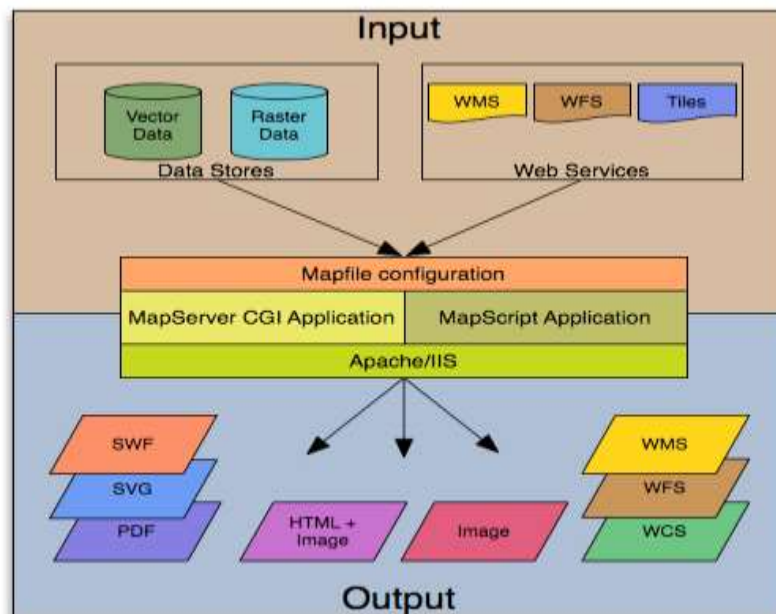 Input
Vector
Data
Raster
Data
Data Stores
WMS
WFS
Tiles
Web Services
Mapfile configuration
MapServer CGI Application
MapScript Application
Apache/IIS
SWF
SVG
PDF
HTML +
Image
Image
WMS
WFS
WCS
Output